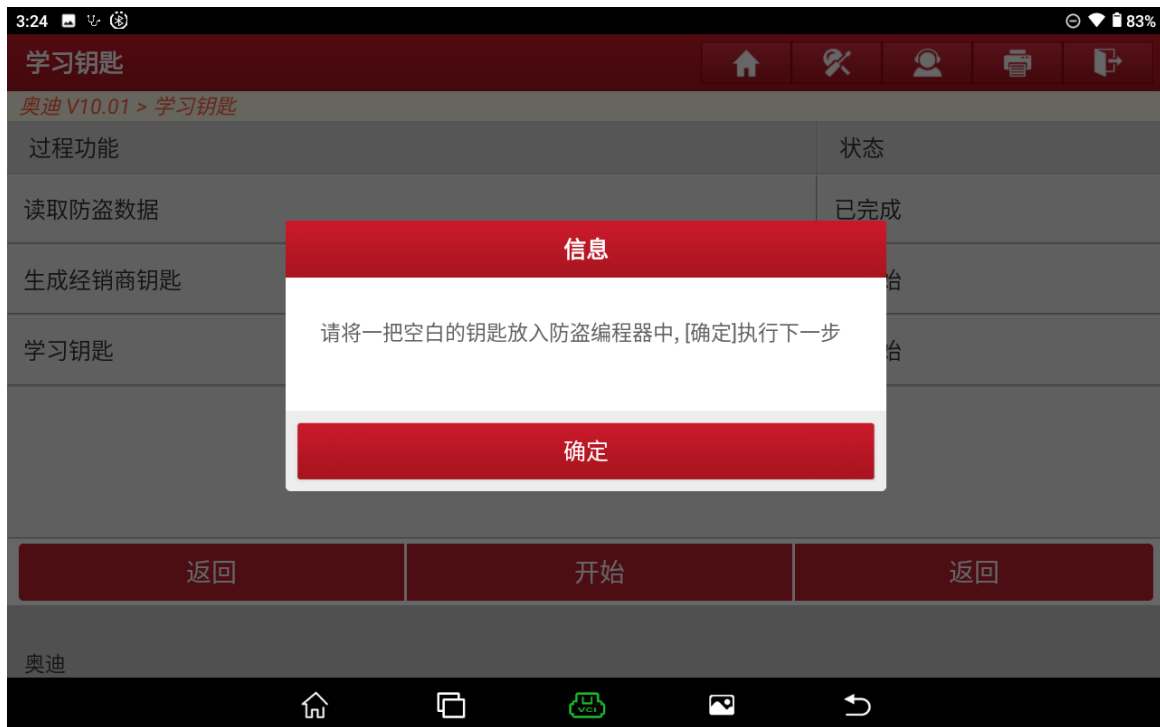 3:24
83%
学习钥匙
奥迪 V10.01 > 学习钥匙
过程功能
状态
读取防盗数据
已完成
信息
生成经销商钥匙
始
请将一把空白的钥匙放入防盗编程器中, [确定]执行下一步
学习钥匙
始
确定
返回
开始
返回
奥迪
VCI